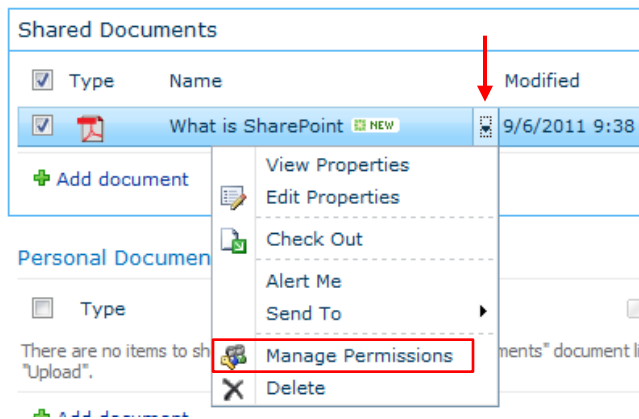 Shared Documents
Type Name Modified
What is SharePoint NEW 9/6/2011 9:38
Add document
View Properties
Edit Properties
Check Out
Alert Me
Send To
Manage Permissions
Delete
Personal Documen
Type
There are no items to sh ments" document li
"Upload".
Add document